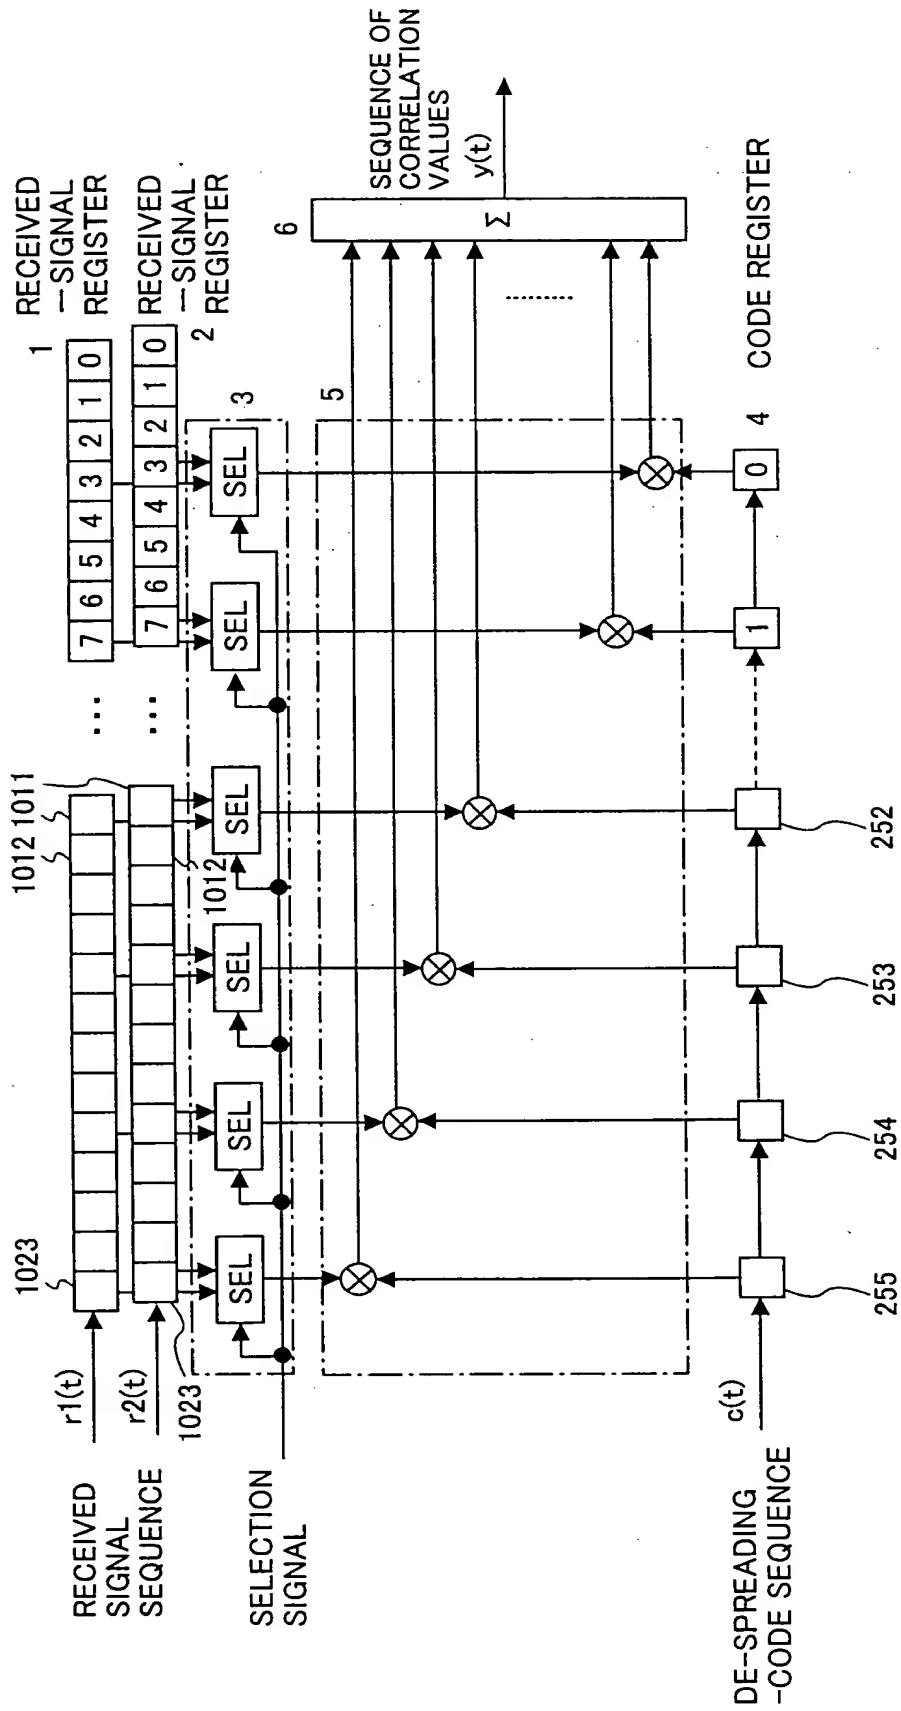 RECEIVED
SIGNAL
SEQUENCE
r1(t)
r2(t)
1023
1023
1012
1011
1012
...
...
7 6 5 4 3 2 1 0
7 6 5 4 3 2 1 0
1
RECEIVED
—SIGNAL
REGISTER
2
RECEIVED
—SIGNAL
REGISTER
SELECTION
SIGNAL
SEL SEL SEL SEL SEL SEL
3
5
6
Σ
SEQUENCE OF
CORRELATION
VALUES
y(t)
DE-SPREADING
-CODE SEQUENCE
c(t)
255 254 253 252 1 0
4
CODE REGISTER